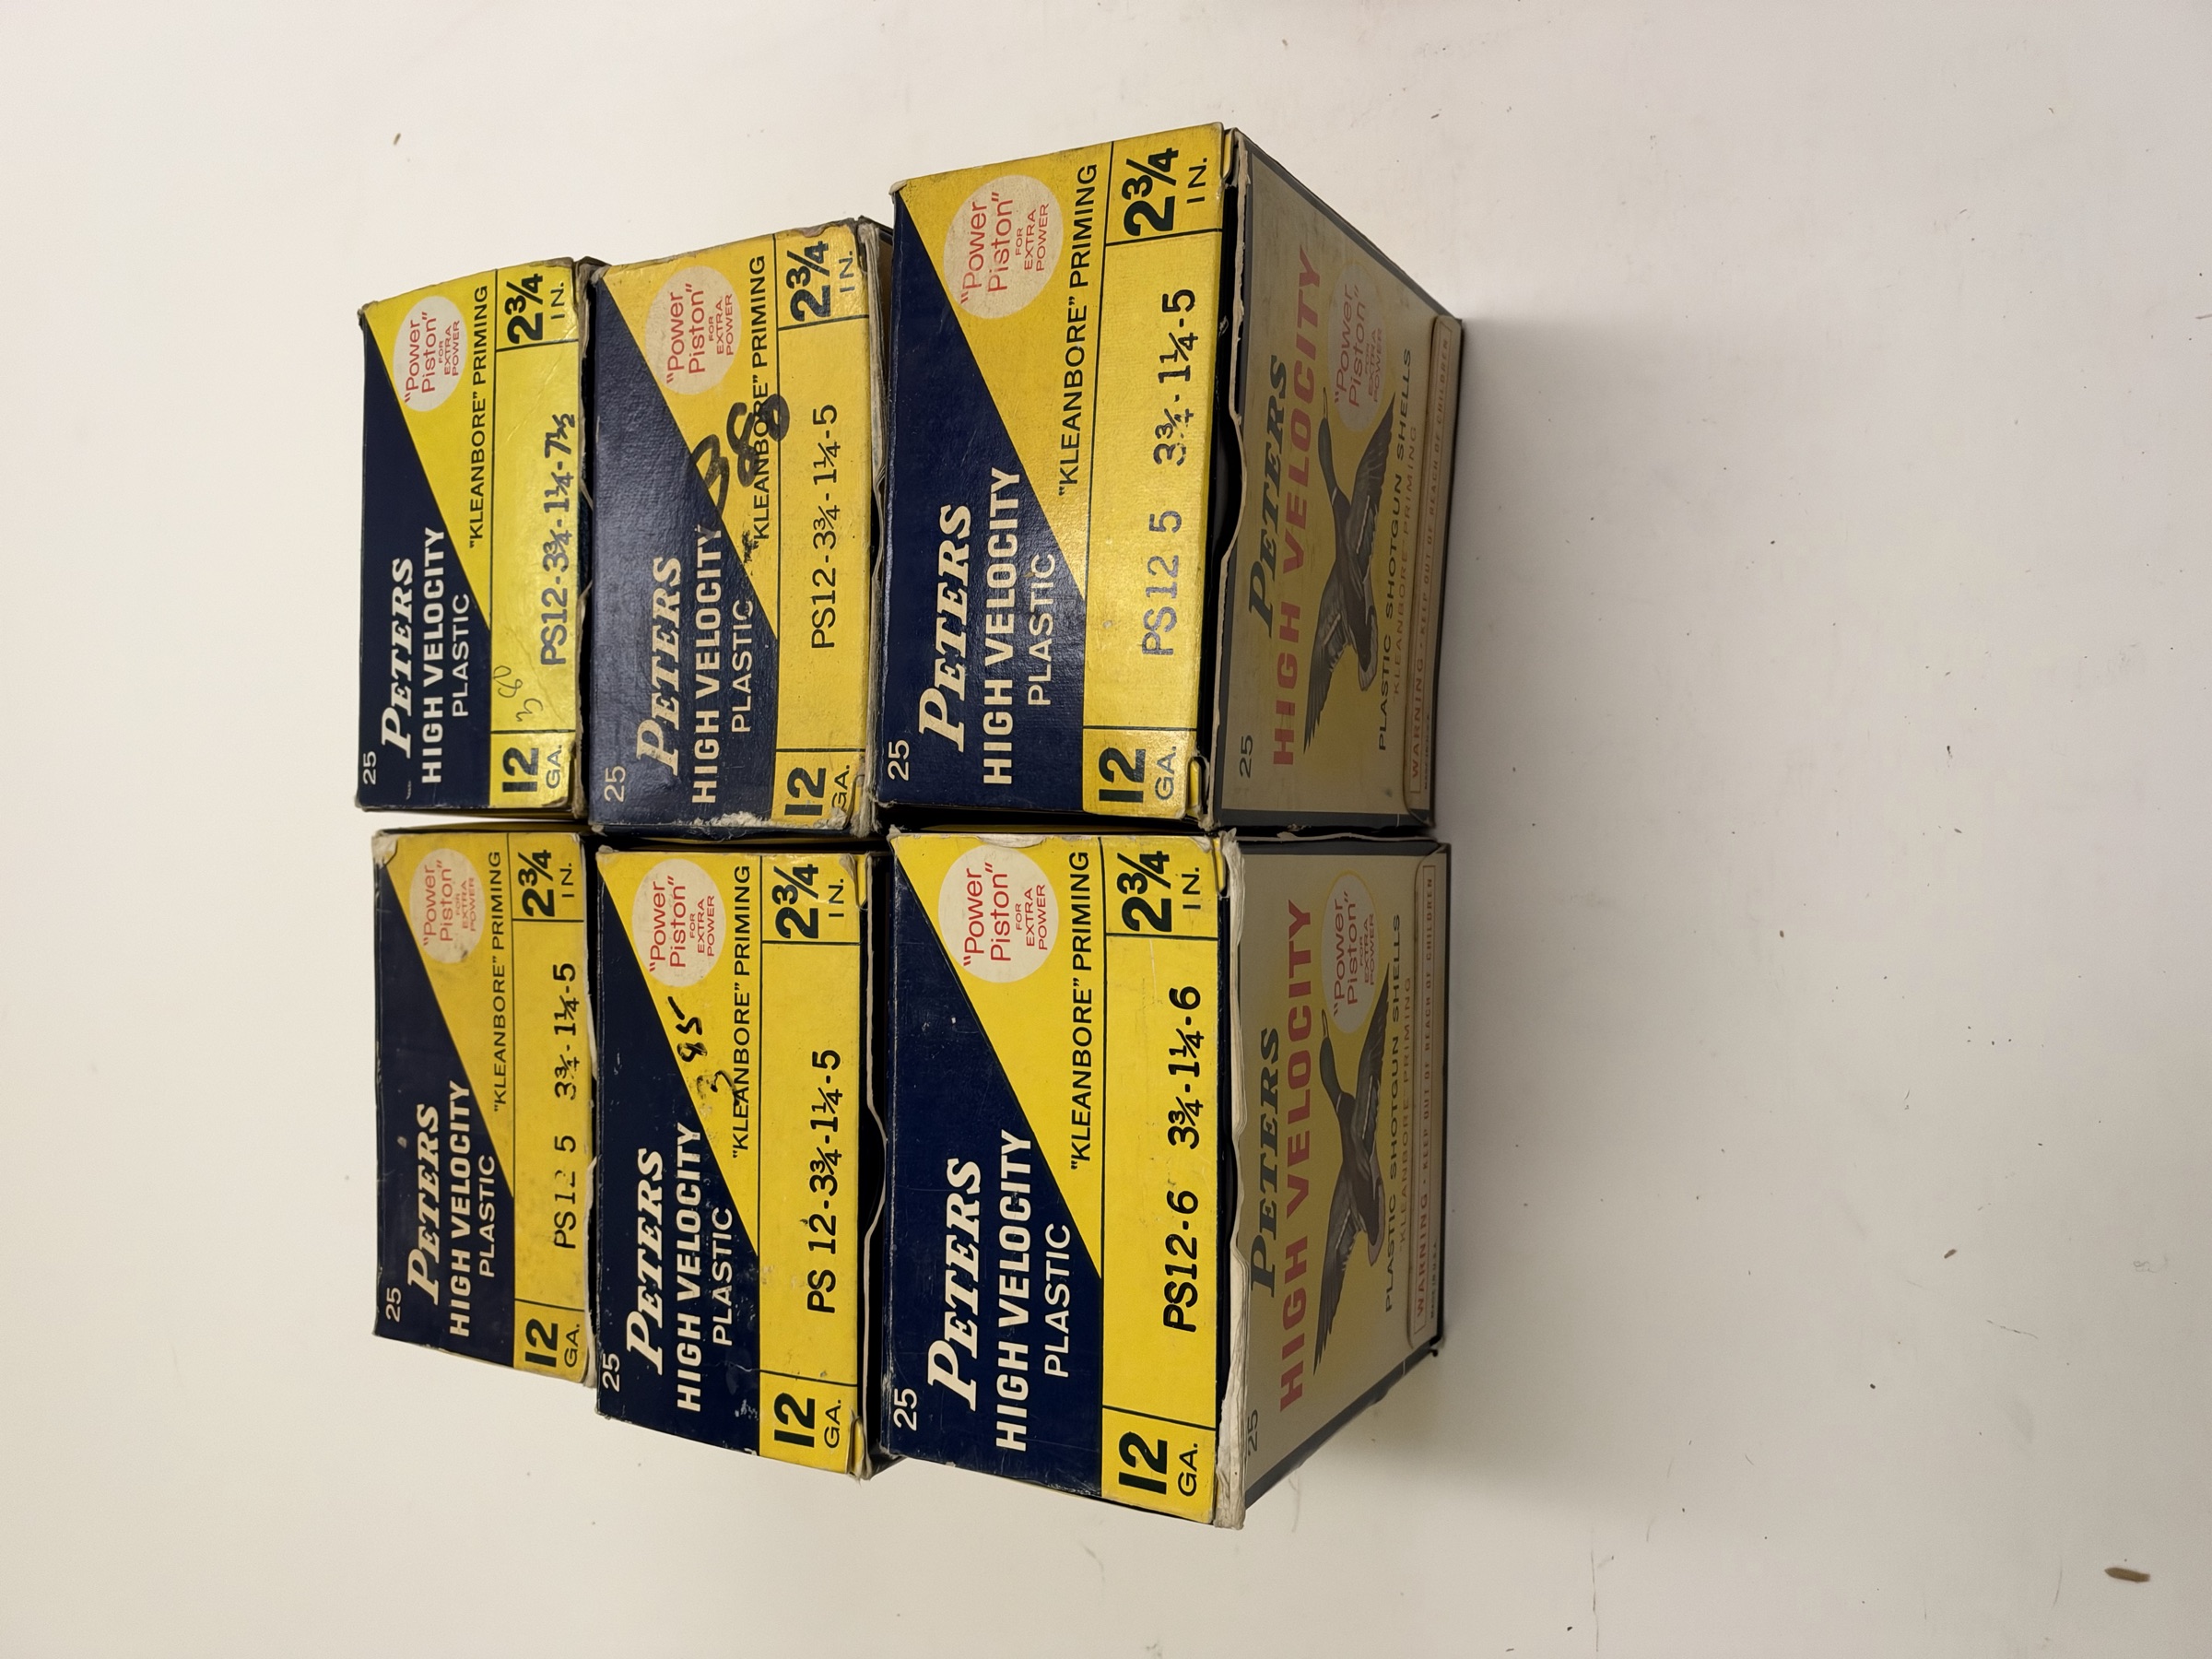 25
PETERS
HIGH VELOCITY
PLASTIC
"Power
Piston"
FOR
EXTRA
POWER
"KLEANBORE" PRIMING
12
GA.
PS12 5 3¾-1¼-5
2¾
IN.
25
PETERS
HIGH VELOCITY
PLASTIC
"Power
Piston"
FOR
EXTRA
POWER
"KLEANBORE" PRIMING
12
GA.
380
PS12-3¾-1¼-7½
2¾
IN.
25
PETERS
HIGH VELOCITY
PLASTIC
385
"Power
Piston"
FOR
EXTRA
POWER
"KLEANBORE" PRIMING
12
GA.
PS 12-3¾-1¼-5
2¾
IN.
25
PETERS
HIGH VELOCITY
PLASTIC
"Power
Piston"
FOR
EXTRA
POWER
"KLEANBORE" PRIMING
12
GA.
PS12-3¾-1¼-5
2¾
IN.
25
PETERS
HIGH VELOCITY
PLASTIC
"Power
Piston"
FOR
EXTRA
POWER
"KLEANBORE" PRIMING
12
GA.
PS12-6 3¾-1¼-6
2¾
IN.
25
PETERS
HIGH VELOCITY
"Power
Piston"
FOR
EXTRA
POWER
PLASTIC SHOTGUN SHELLS
"KLEANBORE" PRIMING
WARNING · KEEP OUT OF REACH OF CHILDREN
MADE IN U.S.A.
25
PETERS
HIGH VELOCITY
PLASTIC
"Power
Piston"
FOR
EXTRA
POWER
"KLEANBORE" PRIMING
12
GA.
PS12 5 3¾-1¼-5
2¾
IN.
25
PETERS
HIGH VELOCITY
"Power
Piston"
FOR
EXTRA
POWER
PLASTIC SHOTGUN SHELLS
"KLEANBORE" PRIMING
WARNING · KEEP OUT OF REACH OF CHILDREN